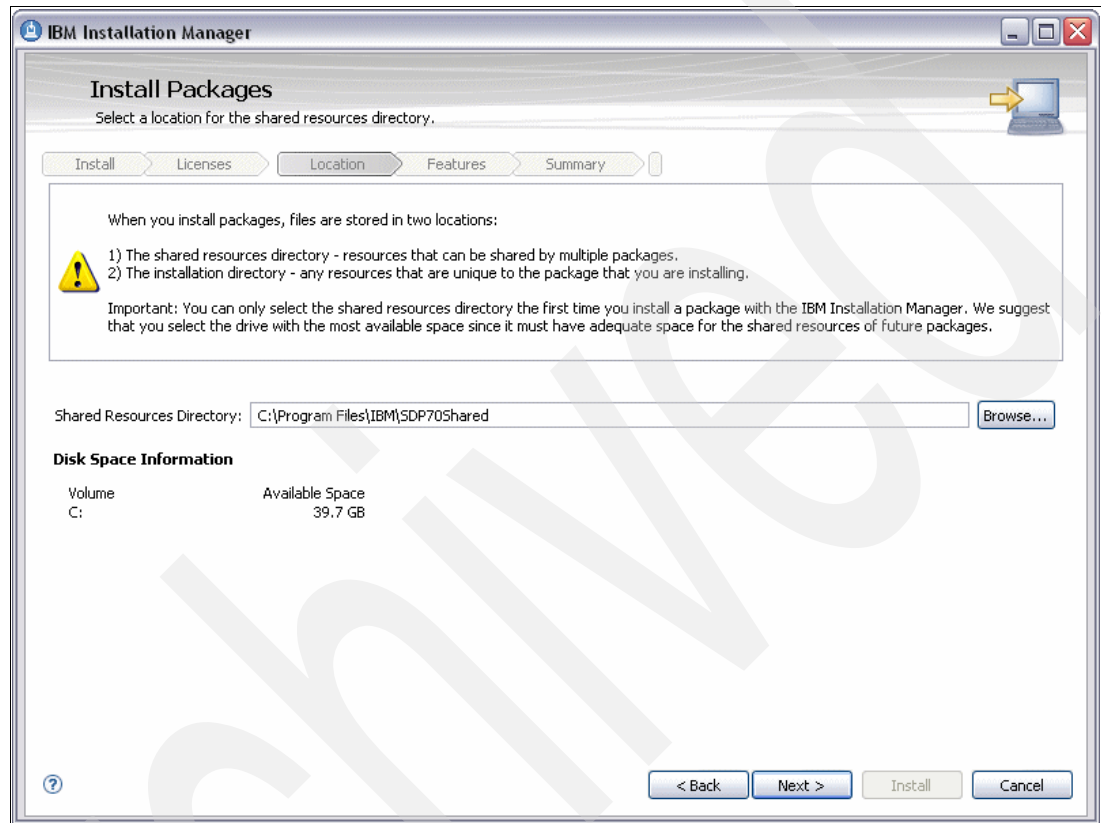 IBM Installation Manager
Install Packages
Select a location for the shared resources directory.
Install
Licenses
Location
Features
Summary
When you install packages, files are stored in two locations:
1) The shared resources directory - resources that can be shared by multiple packages.
2) The installation directory - any resources that are unique to the package that you are installing.
Important: You can only select the shared resources directory the first time you install a package with the IBM Installation Manager. We suggest
that you select the drive with the most available space since it must have adequate space for the shared resources of future packages.
Shared Resources Directory: C:\Program Files\IBM\SDP70Shared Browse...
Disk Space Information
Volume Available Space
C: 39.7 GB
? < Back Next > Install Cancel